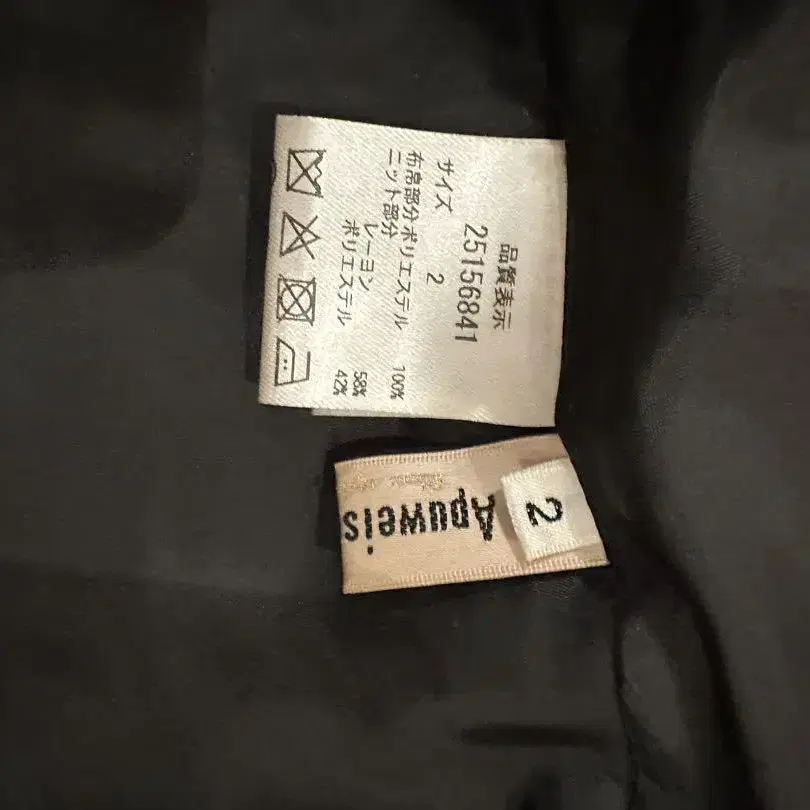 品質表示
25156841
サイズ 2
布帛部分 ポリエステル 100%
ニット部分
レーヨン 58%
ポリエステル 42%
2
Apuweis